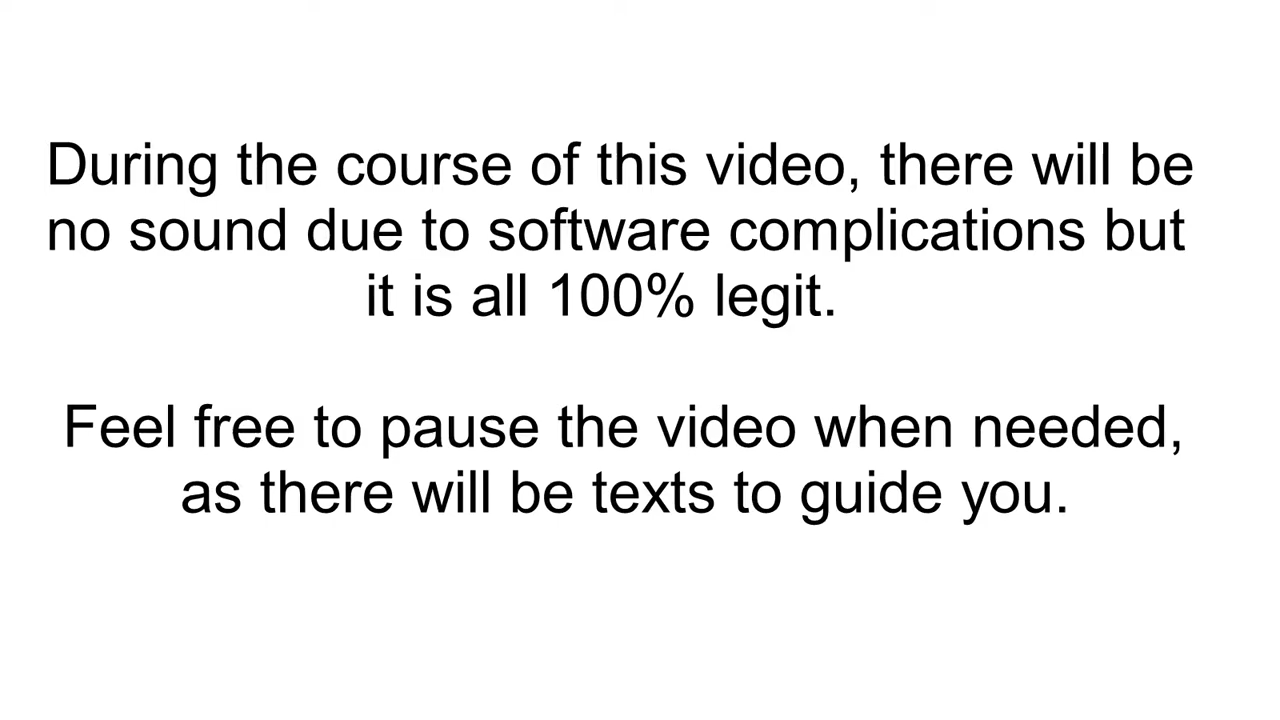 During the course of this video, there will be
no sound due to software complications but
it is all 100% legit.
Feel free to pause the video when needed,
as there will be texts to guide you.